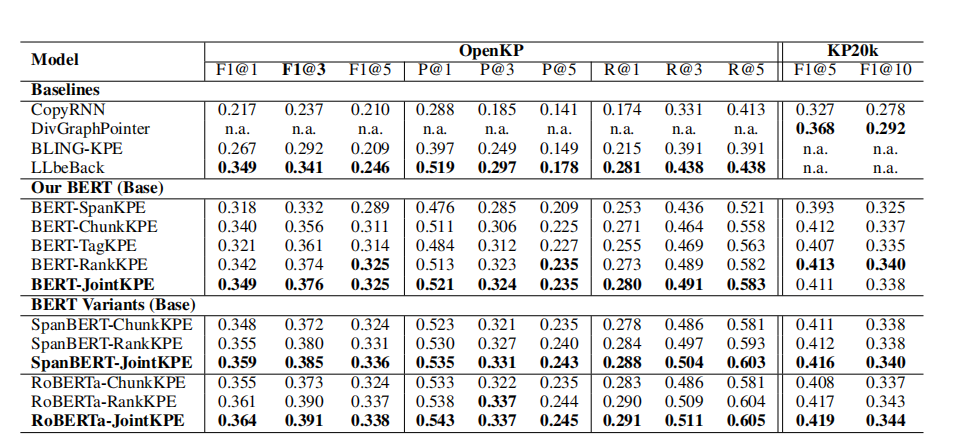 Model OpenKP KP20k
F1@1 F1@3 F1@5 P@1 P@3 P@5 R@1 R@3 R@5 F1@5 F1@10
Baselines
CopyRNN 0.217 0.237 0.210 0.288 0.185 0.141 0.174 0.331 0.413 0.327 0.278
DivGraphPointer n.a. n.a. n.a. n.a. n.a. n.a. n.a. n.a. n.a. 0.368 0.292
BLING-KPE 0.267 0.292 0.209 0.397 0.249 0.149 0.215 0.391 0.391 n.a. n.a.
LLbeBack 0.349 0.341 0.246 0.519 0.297 0.178 0.281 0.438 0.438 n.a. n.a.
Our BERT (Base)
BERT-SpanKPE 0.318 0.332 0.289 0.476 0.285 0.209 0.253 0.436 0.521 0.393 0.325
BERT-ChunkKPE 0.340 0.356 0.311 0.511 0.306 0.225 0.271 0.464 0.558 0.412 0.337
BERT-TagKPE 0.321 0.361 0.314 0.484 0.312 0.227 0.255 0.469 0.563 0.407 0.335
BERT-RankKPE 0.342 0.374 0.325 0.513 0.323 0.235 0.273 0.489 0.582 0.413 0.340
BERT-JointKPE 0.349 0.376 0.325 0.521 0.324 0.235 0.280 0.491 0.583 0.411 0.338
BERT Variants (Base)
SpanBERT-ChunkKPE 0.348 0.372 0.324 0.523 0.321 0.235 0.278 0.486 0.581 0.411 0.338
SpanBERT-RankKPE 0.355 0.380 0.331 0.530 0.327 0.240 0.284 0.497 0.593 0.412 0.338
SpanBERT-JointKPE 0.359 0.385 0.336 0.535 0.331 0.243 0.288 0.504 0.603 0.416 0.340
RoBERTa-ChunkKPE 0.355 0.373 0.324 0.533 0.322 0.235 0.283 0.486 0.581 0.408 0.337
RoBERTa-RankKPE 0.361 0.390 0.337 0.538 0.337 0.244 0.290 0.509 0.604 0.417 0.343
RoBERTa-JointKPE 0.364 0.391 0.338 0.543 0.337 0.245 0.291 0.511 0.605 0.419 0.344